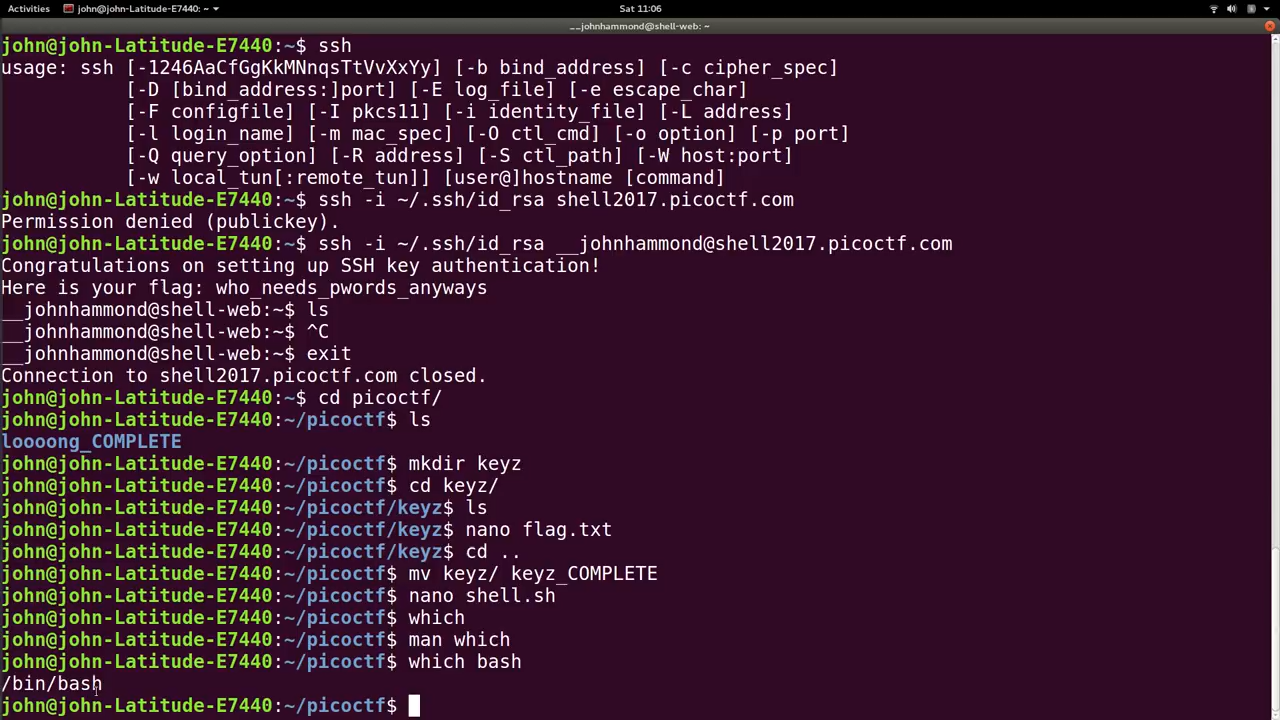 Activities john@john-Latitude-E7440: ~ Sat 11:06
__johnhammond@shell-web: ~
john@john-Latitude-E7440:~$ ssh
usage: ssh [-1246AaCfGgKkMNnqsTtVvXxYy] [-b bind_address] [-c cipher_spec]
           [-D [bind_address:]port] [-E log_file] [-e escape_char]
           [-F configfile] [-I pkcs11] [-i identity_file] [-L address]
           [-l login_name] [-m mac_spec] [-O ctl_cmd] [-o option] [-p port]
           [-Q query_option] [-R address] [-S ctl_path] [-W host:port]
           [-w local_tun[:remote_tun]] [user@]hostname [command]
john@john-Latitude-E7440:~$ ssh -i ~/.ssh/id_rsa shell2017.picoctf.com
Permission denied (publickey).
john@john-Latitude-E7440:~$ ssh -i ~/.ssh/id_rsa __johnhammond@shell2017.picoctf.com
Congratulations on setting up SSH key authentication!
Here is your flag: who_needs_pwords_anyways
__johnhammond@shell-web:~$ ls
__johnhammond@shell-web:~$ ^C
__johnhammond@shell-web:~$ exit
Connection to shell2017.picoctf.com closed.
john@john-Latitude-E7440:~$ cd picoctf/
john@john-Latitude-E7440:~/picoctf$ ls
loooong_COMPLETE
john@john-Latitude-E7440:~/picoctf$ mkdir keyz
john@john-Latitude-E7440:~/picoctf$ cd keyz/
john@john-Latitude-E7440:~/picoctf/keyz$ ls
john@john-Latitude-E7440:~/picoctf/keyz$ nano flag.txt
john@john-Latitude-E7440:~/picoctf/keyz$ cd ..
john@john-Latitude-E7440:~/picoctf$ mv keyz/ keyz_COMPLETE
john@john-Latitude-E7440:~/picoctf$ nano shell.sh
john@john-Latitude-E7440:~/picoctf$ which
john@john-Latitude-E7440:~/picoctf$ man which
john@john-Latitude-E7440:~/picoctf$ which bash
/bin/bash
john@john-Latitude-E7440:~/picoctf$